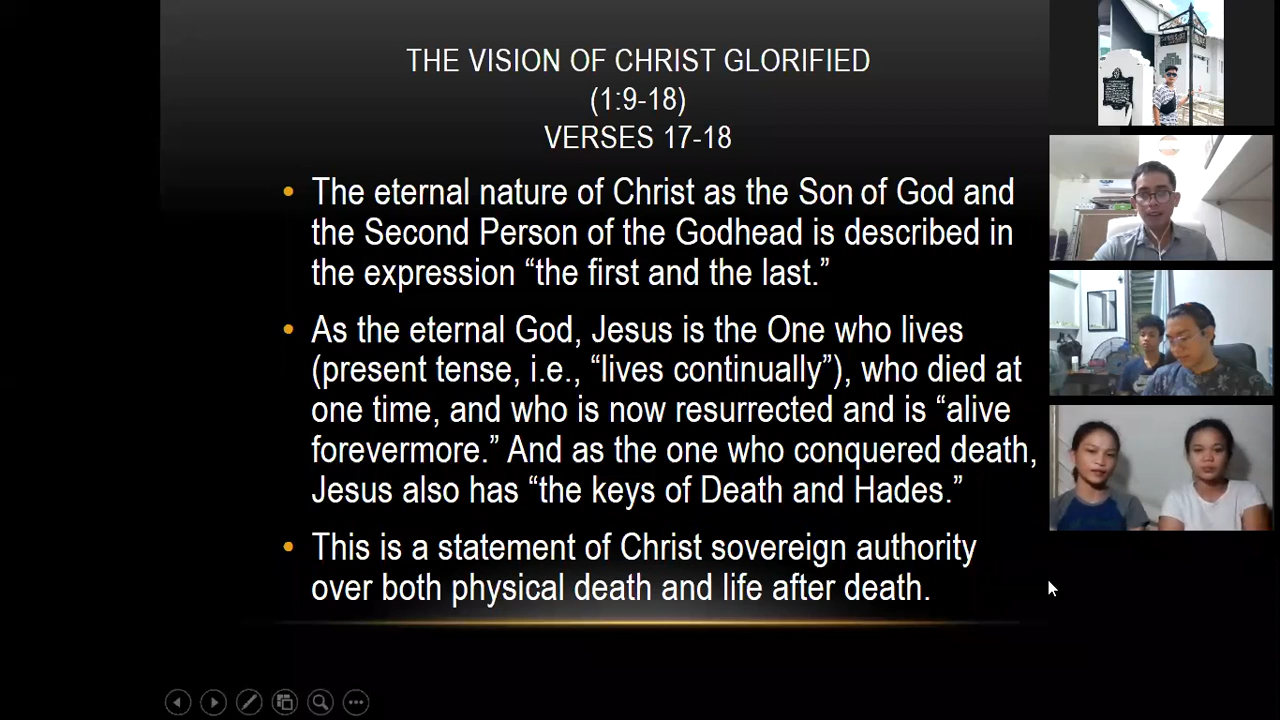 THE VISION OF CHRIST GLORIFIED
(1:9-18)
VERSES 17-18
• The eternal nature of Christ as the Son of God and
the Second Person of the Godhead is described in
the expression “the first and the last.”
• As the eternal God, Jesus is the One who lives
(present tense, i.e., “lives continually”), who died at
one time, and who is now resurrected and is “alive
forevermore.” And as the one who conquered death,
Jesus also has “the keys of Death and Hades.”
• This is a statement of Christ sovereign authority
over both physical death and life after death.